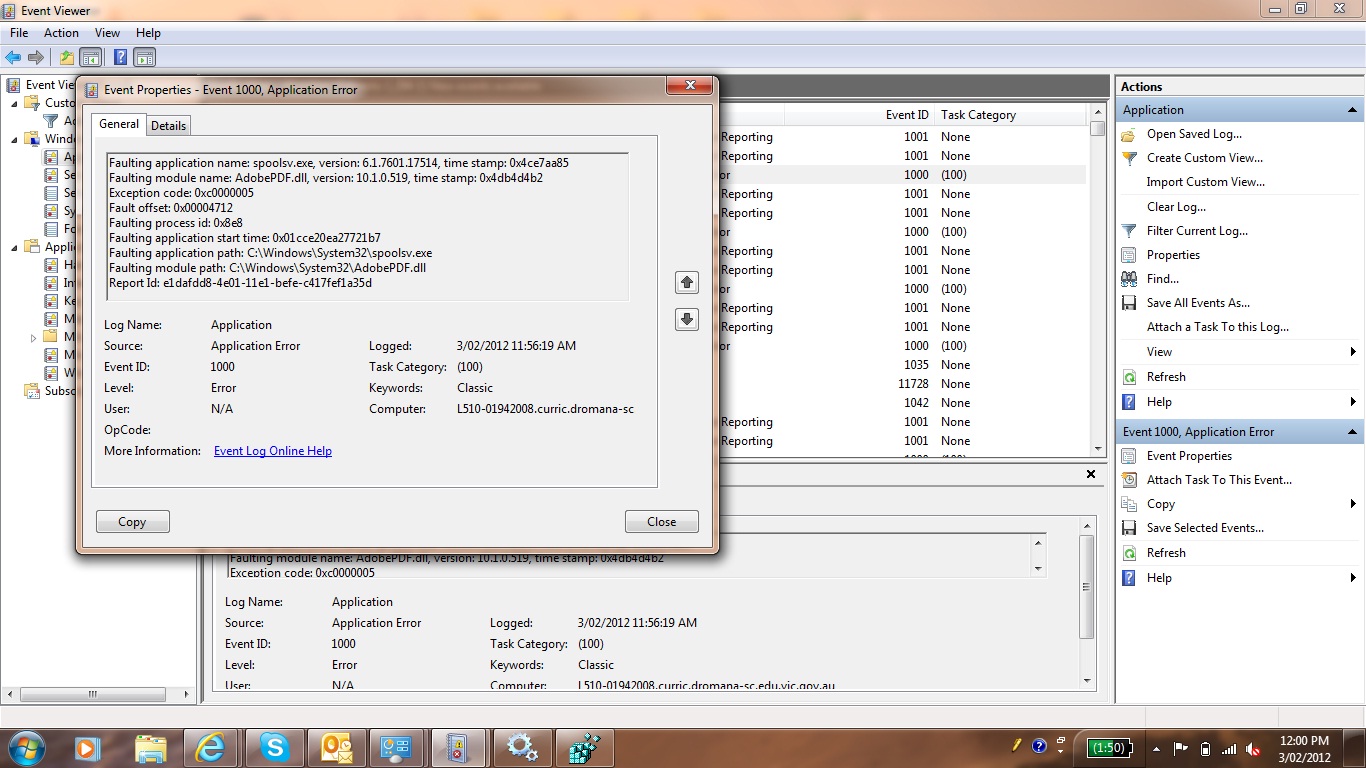 Event Viewer
File Action View Help
Event Vie
Custo
Wind
Se
Se
Sy
Fo
Applic
Ha
In
Ke
M
M
M
W
Subsc
Event Properties - Event 1000, Application Error
General Details
Faulting application name: spoolsv.exe, version: 6.1.7601.17514, time stamp: 0x4ce7aa85
Faulting module name: AdobePDF.dll, version: 10.1.0.519, time stamp: 0x4db4d4b2
Exception code: 0xc0000005
Fault offset: 0x00004712
Faulting process id: 0x8e8
Faulting application start time: 0x01cce20ea27721b7
Faulting application path: C:\Windows\System32\spoolsv.exe
Faulting module path: C:\Windows\System32\AdobePDF.dll
Report Id: e1dafdd8-4e01-11e1-befe-c417fef1a35d
Log Name: Application
Source: Application Error Logged: 3/02/2012 11:56:19 AM
Event ID: 1000 Task Category: (100)
Level: Error Keywords: Classic
User: N/A Computer: L510-01942008.curric.dromana-sc
OpCode:
More Information: Event Log Online Help
Copy Close
Event ID Task Category
Reporting 1001 None
Reporting 1001 None
or 1000 (100)
Reporting 1001 None
Reporting 1001 None
or 1000 (100)
Reporting 1001 None
Reporting 1001 None
or 1000 (100)
Reporting 1001 None
Reporting 1001 None
or 1000 (100)
1035 None
11728 None
1042 None
Reporting 1001 None
Reporting 1001 None
1000 (100)
Faulting module name: AdobePDF.dll, version: 10.1.0.519, time stamp: 0x4db4d4b2
Exception code: 0xc0000005
Log Name: Application
Source: Application Error Logged: 3/02/2012 11:56:19 AM
Event ID: 1000 Task Category: (100)
Level: Error Keywords: Classic
User: N/A Computer: L510-01942008.curric.dromana-sc.edu.vic.gov.au
Actions
Application
Open Saved Log...
Create Custom View...
Import Custom View...
Clear Log...
Filter Current Log...
Properties
Find...
Save All Events As...
Attach a Task To this Log...
View
Refresh
Help
Event 1000, Application Error
Event Properties
Attach Task To This Event...
Copy
Save Selected Events...
Refresh
Help
(1:50)
12:00 PM
3/02/2012